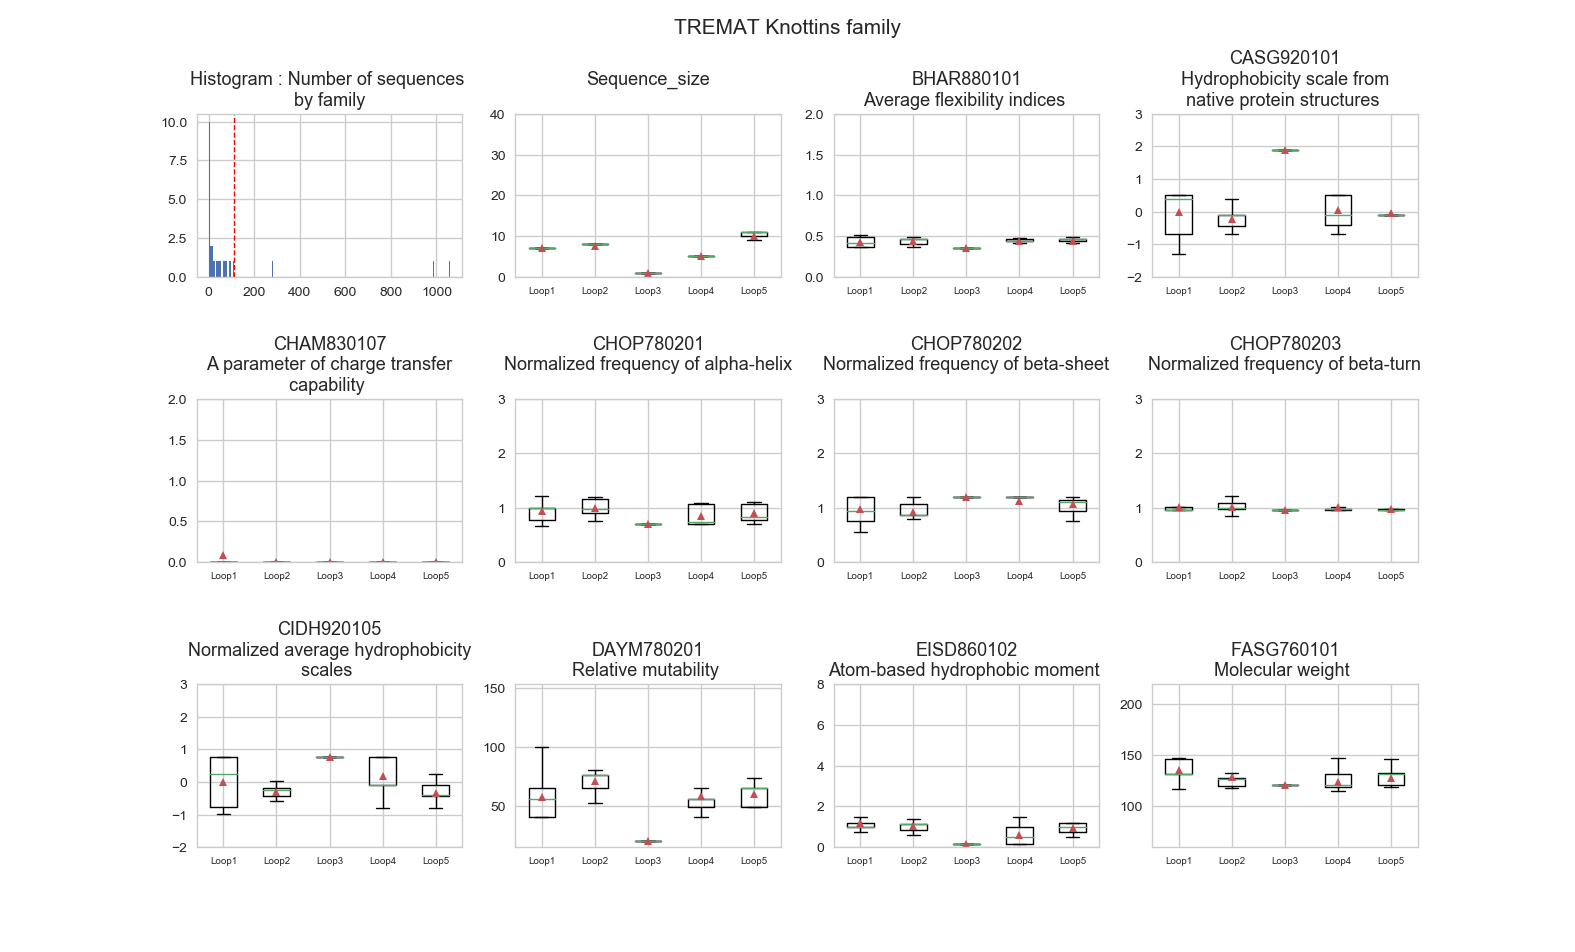 TREMAT Knottins family
Histogram : Number of sequences
by family
10.0
7.5
5.0
2.5
0.0
0 200 400 600 800 1000
Sequence_size
40
30
20
10
0
Loop1 Loop2 Loop3 Loop4 Loop5
BHAR880101
Average flexibility indices
2.0
1.5
1.0
0.5
0.0
Loop1 Loop2 Loop3 Loop4 Loop5
CASG920101
Hydrophobicity scale from
native protein structures
3
2
1
0
−1
−2
Loop1 Loop2 Loop3 Loop4 Loop5
CHAM830107
A parameter of charge transfer
capability
2.0
1.5
1.0
0.5
0.0
Loop1 Loop2 Loop3 Loop4 Loop5
CHOP780201
Normalized frequency of alpha-helix
3
2
1
0
Loop1 Loop2 Loop3 Loop4 Loop5
CHOP780202
Normalized frequency of beta-sheet
3
2
1
0
Loop1 Loop2 Loop3 Loop4 Loop5
CHOP780203
Normalized frequency of beta-turn
3
2
1
0
Loop1 Loop2 Loop3 Loop4 Loop5
CIDH920105
Normalized average hydrophobicity
scales
3
2
1
0
−1
−2
Loop1 Loop2 Loop3 Loop4 Loop5
DAYM780201
Relative mutability
150
100
50
Loop1 Loop2 Loop3 Loop4 Loop5
EISD860102
Atom-based hydrophobic moment
8
6
4
2
0
Loop1 Loop2 Loop3 Loop4 Loop5
FASG760101
Molecular weight
200
150
100
Loop1 Loop2 Loop3 Loop4 Loop5